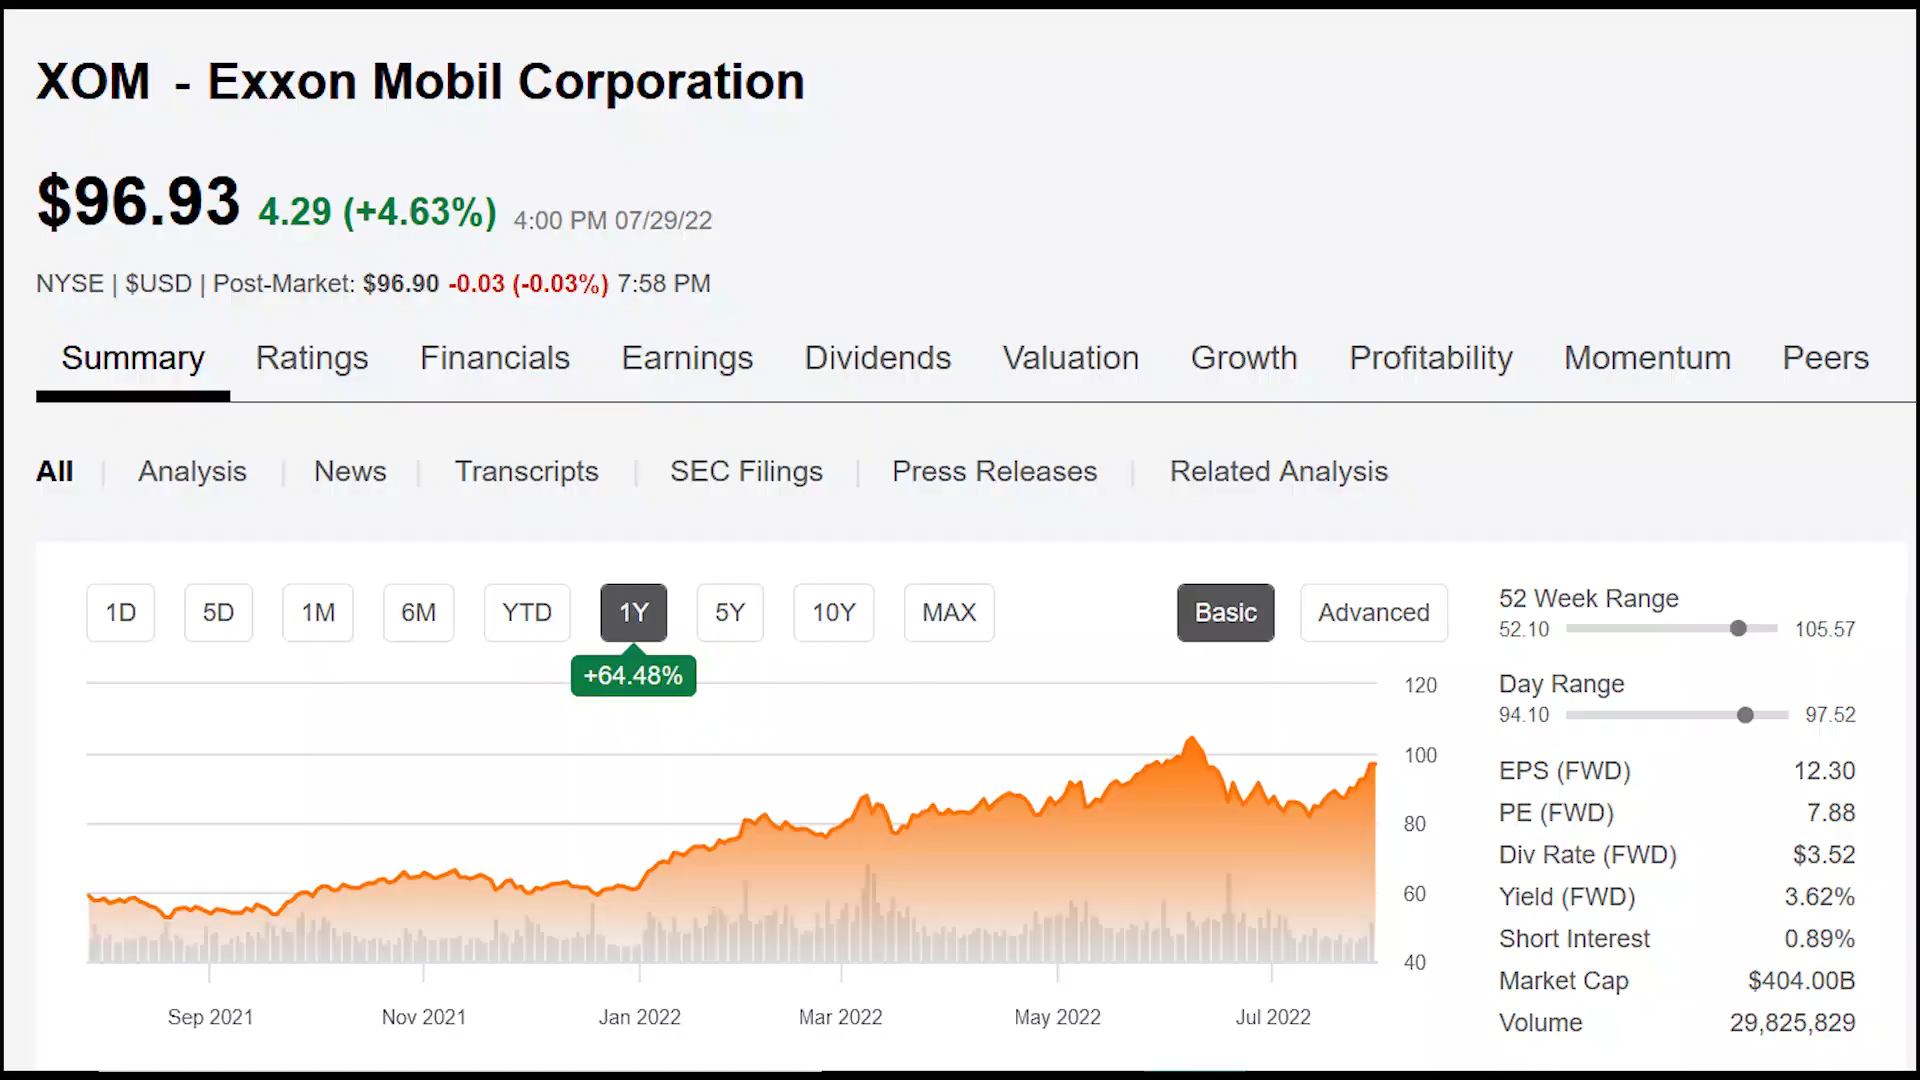 XOM - Exxon Mobil Corporation
$96.93 4.29 (+4.63%) 4:00 PM 07/29/22
NYSE | $USD | Post-Market: $96.90 -0.03 (-0.03%) 7:58 PM
Summary Ratings Financials Earnings Dividends Valuation Growth Profitability Momentum Peers
All Analysis News Transcripts SEC Filings Press Releases Related Analysis
1D 5D 1M 6M YTD 1Y 5Y 10Y MAX Basic Advanced
+64.48%
120
100
80
60
40
Sep 2021 Nov 2021 Jan 2022 Mar 2022 May 2022 Jul 2022
52 Week Range
52.10 105.57
Day Range
94.10 97.52
EPS (FWD) 12.30
PE (FWD) 7.88
Div Rate (FWD) $3.52
Yield (FWD) 3.62%
Short Interest 0.89%
Market Cap $404.00B
Volume 29,825,829